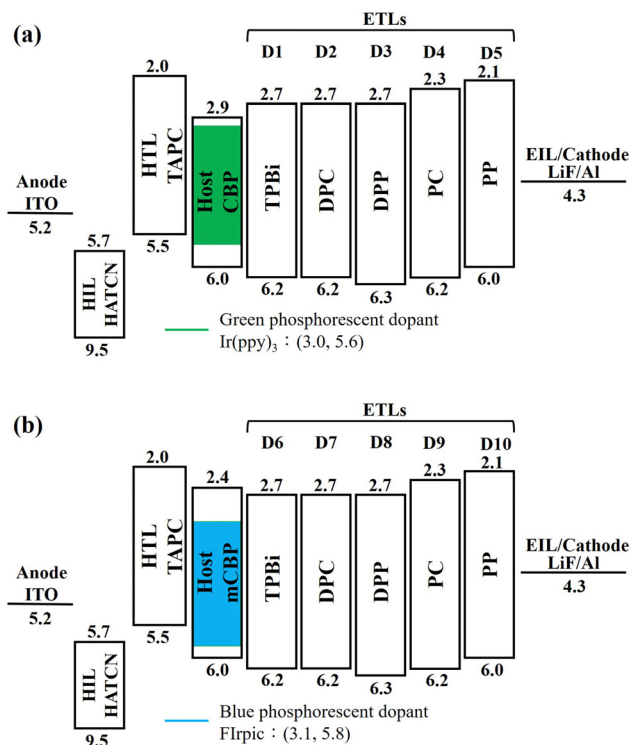 (a)
ETLs
D1 D2 D3 D4 D5
2.0 2.9 2.7 2.7 2.7 2.3 2.1
Anode
ITO
5.2
5.7
HIL
HATCN
9.5
HTL
TAPC
5.5
Host
CBP
6.0
TPBi
6.2
DPC
6.2
DPP
6.3
PC
6.2
PP
6.0
EIL/Cathode
LiF/Al
4.3
Green phosphorescent dopant
Ir(ppy)₃ : (3.0, 5.6)
(b)
ETLs
D6 D7 D8 D9 D10
2.0 2.4 2.7 2.7 2.7 2.3 2.1
Anode
ITO
5.2
5.7
HIL
HATCN
9.5
HTL
TAPC
5.5
Host
mCBP
6.0
TPBi
6.2
DPC
6.2
DPP
6.3
PC
6.2
PP
6.0
EIL/Cathode
LiF/Al
4.3
Blue phosphorescent dopant
FIrpic : (3.1, 5.8)